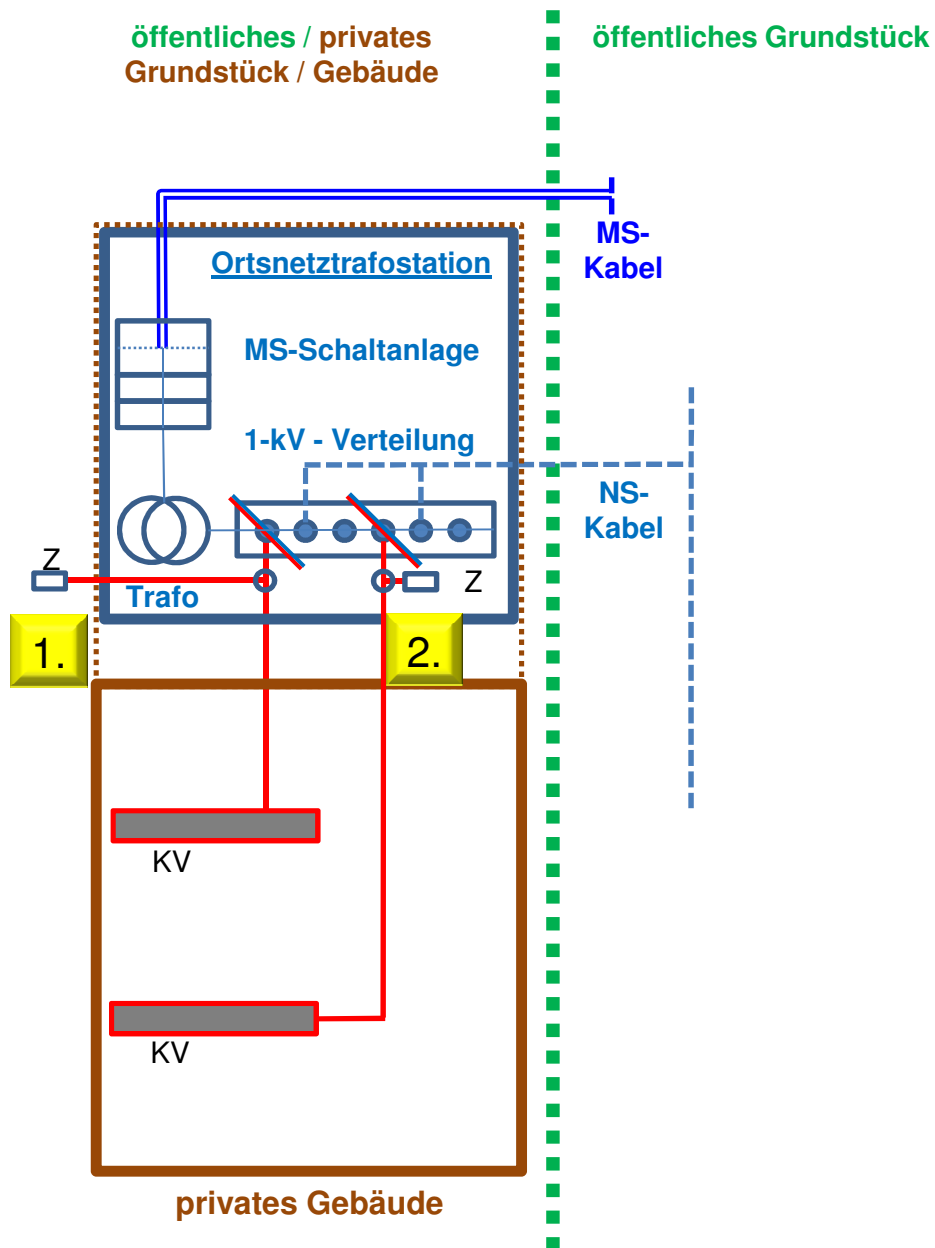 öffentliches / privates
Grundstück / Gebäude
öffentliches Grundstück
MS-
Kabel
Ortsnetztrafostation
MS-Schaltanlage
1-kV - Verteilung
NS-
Kabel
Z
Trafo
Z
1.
2.
KV
KV
privates Gebäude